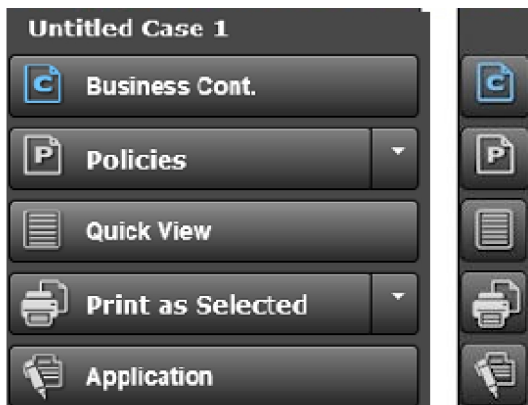 Untitled Case 1
C Business Cont.
P Policies
Quick View
Print as Selected
Application
C
P